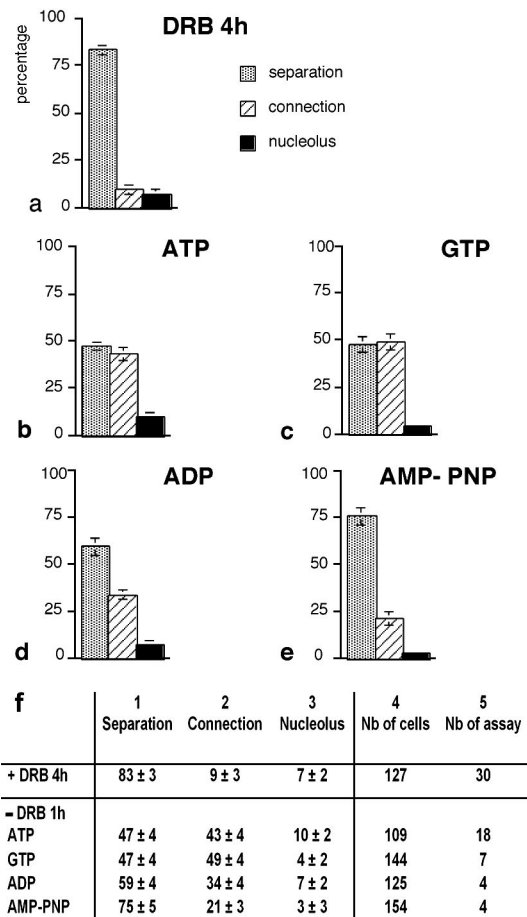 DRB 4h
percentage
100
75
50
25
0
separation
connection
nucleolus
a
ATP
100
75
50
25
0
b
GTP
100
75
50
25
0
c
ADP
100
75
50
25
0
d
AMP- PNP
100
75
50
25
0
e
f
1 2 3 4 5
Separation Connection Nucleolus Nb of cells Nb of assay
+ DRB 4h 83 ± 3 9 ± 3 7 ± 2 127 30
- DRB 1h
ATP 47 ± 4 43 ± 4 10 ± 2 109 18
GTP 47 ± 4 49 ± 4 4 ± 2 144 7
ADP 59 ± 4 34 ± 4 7 ± 2 125 4
AMP-PNP 75 ± 5 21 ± 3 3 ± 3 154 4